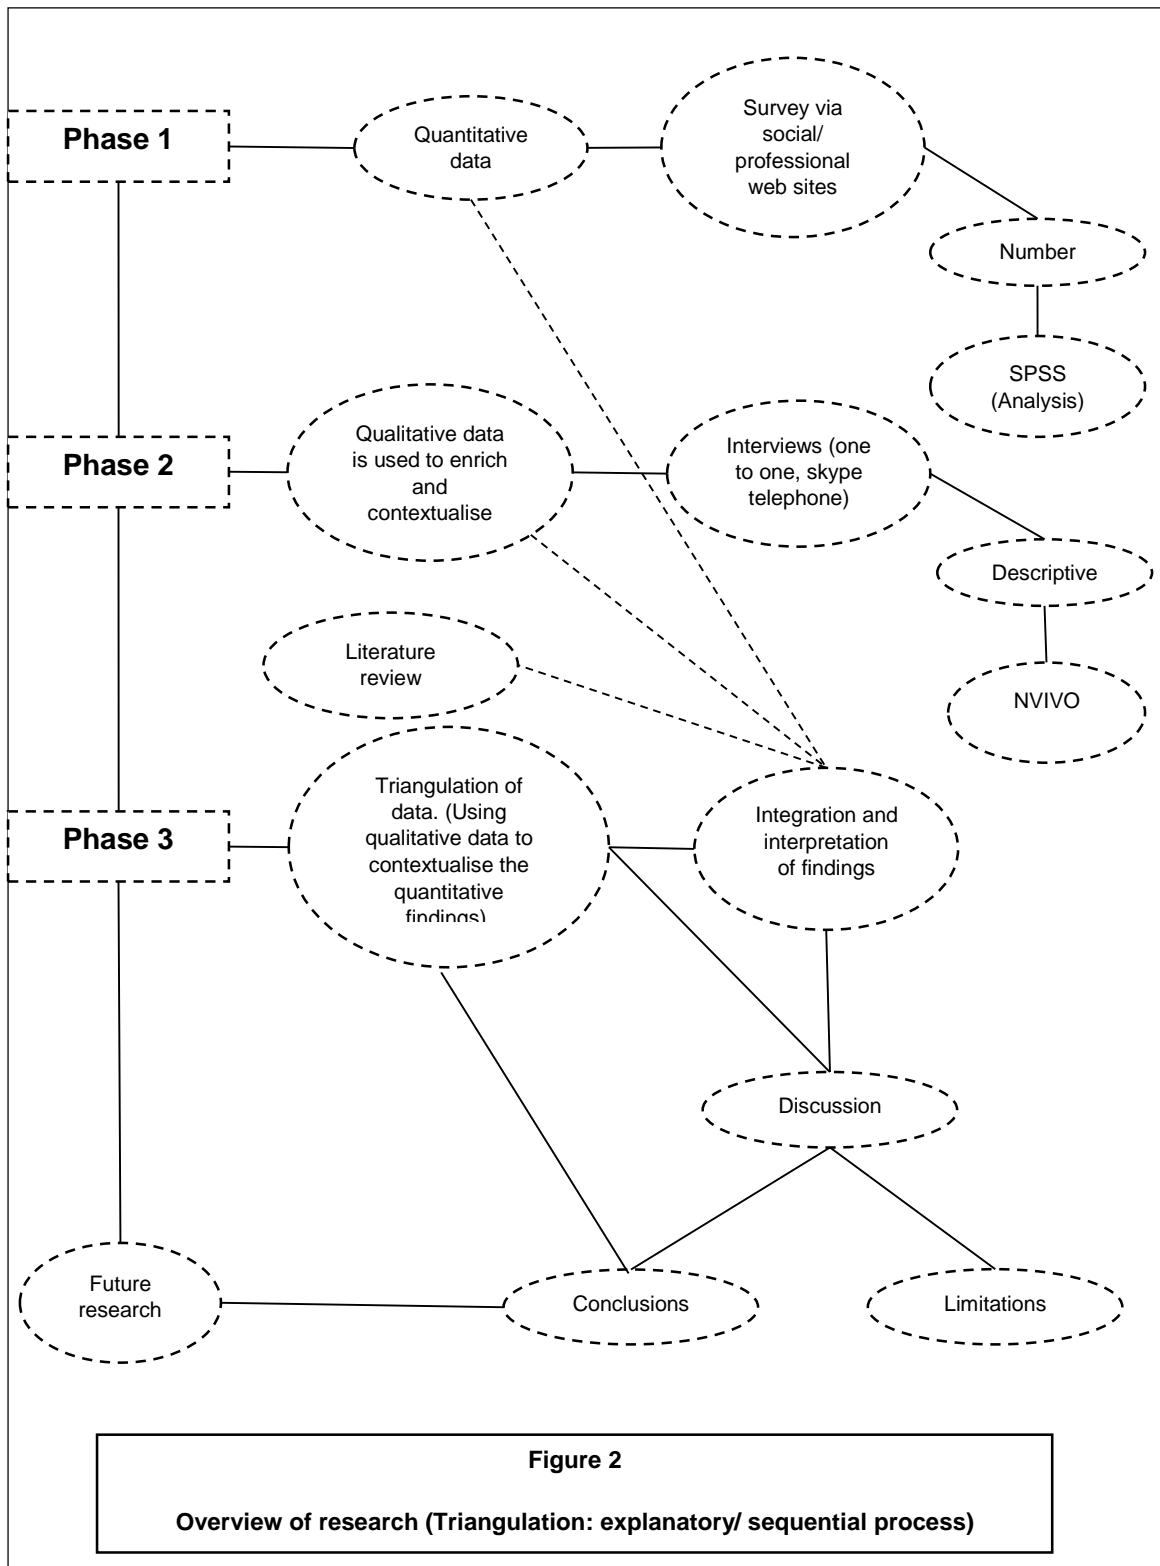 Phase 1
Quantitative
data
Survey via
social/
professional
web sites
Number
SPSS
(Analysis)
Phase 2
Qualitative data
is used to enrich
and
contextualise
Interviews (one
to one, skype
telephone)
Descriptive
NVIVO
Literature
review
Phase 3
Triangulation of
data. (Using
qualitative data to
contextualise the
quantitative
findings)
Integration and
interpretation
of findings
Discussion
Future
research
Conclusions
Limitations
Figure 2
Overview of research (Triangulation: explanatory/ sequential process)